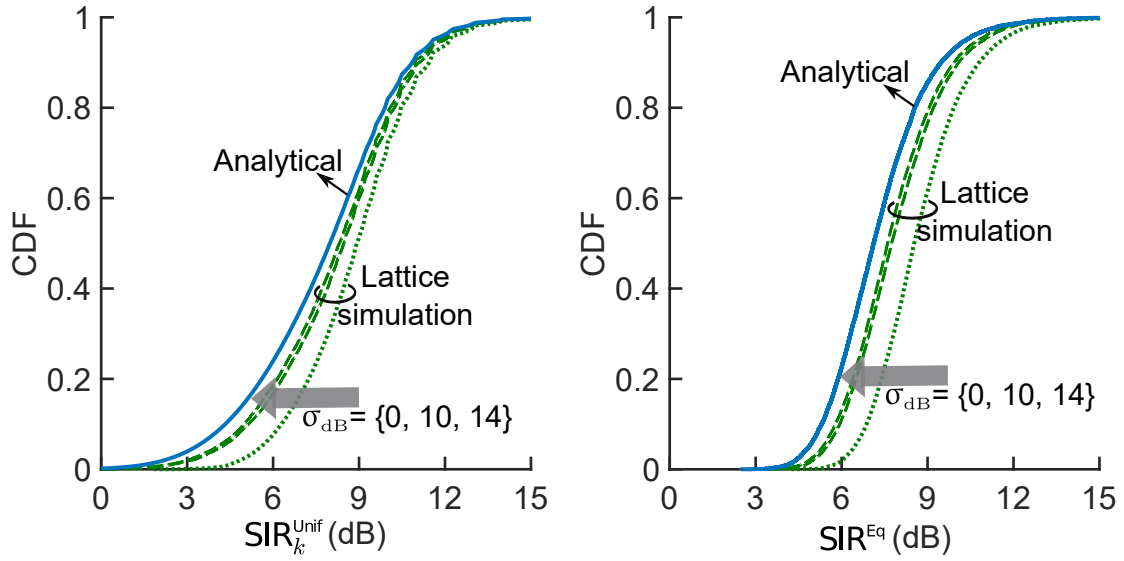 1
0.8
0.6
0.4
0.2
0
CDF
Analytical
Lattice
simulation
σdB= {0, 10, 14}
0 3 6 9 12 15
SIRkUnif (dB)
1
0.8
0.6
0.4
0.2
0
CDF
Analytical
Lattice
simulation
σdB= {0, 10, 14}
0 3 6 9 12 15
SIREq (dB)